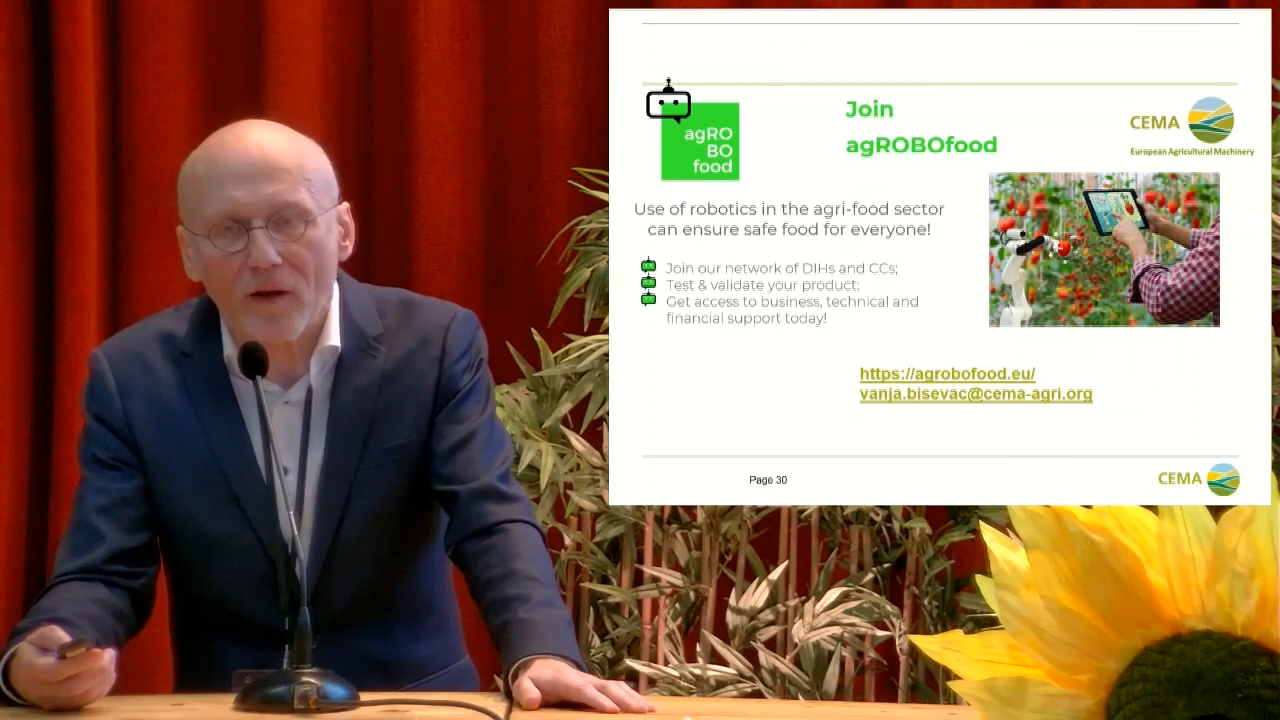 agRO
BO
food
Join
agROBOfood
CEMA
European Agricultural Machinery
Use of robotics in the agri-food sector
can ensure safe food for everyone!
Join our network of DIHs and CCs;
Test & validate your product;
Get access to business, technical and
financial support today!
https://agrobofood.eu/
vanja.bisevac@cema-agri.org
Page 30
CEMA